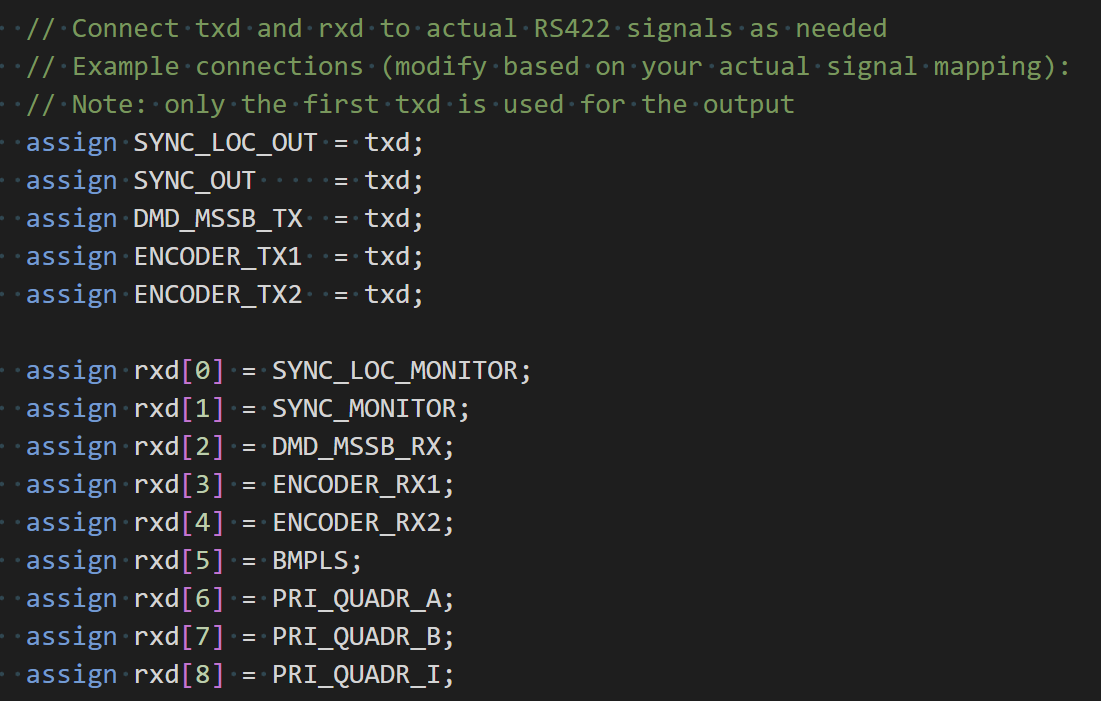 // Connect txd and rxd to actual RS422 signals as needed
// Example connections (modify based on your actual signal mapping):
// Note: only the first txd is used for the output
assign SYNC_LOC_OUT = txd;
assign SYNC_OUT     = txd;
assign DMD_MSSB_TX  = txd;
assign ENCODER_TX1  = txd;
assign ENCODER_TX2  = txd;

assign rxd[0] = SYNC_LOC_MONITOR;
assign rxd[1] = SYNC_MONITOR;
assign rxd[2] = DMD_MSSB_RX;
assign rxd[3] = ENCODER_RX1;
assign rxd[4] = ENCODER_RX2;
assign rxd[5] = BMPLS;
assign rxd[6] = PRI_QUADR_A;
assign rxd[7] = PRI_QUADR_B;
assign rxd[8] = PRI_QUADR_I;